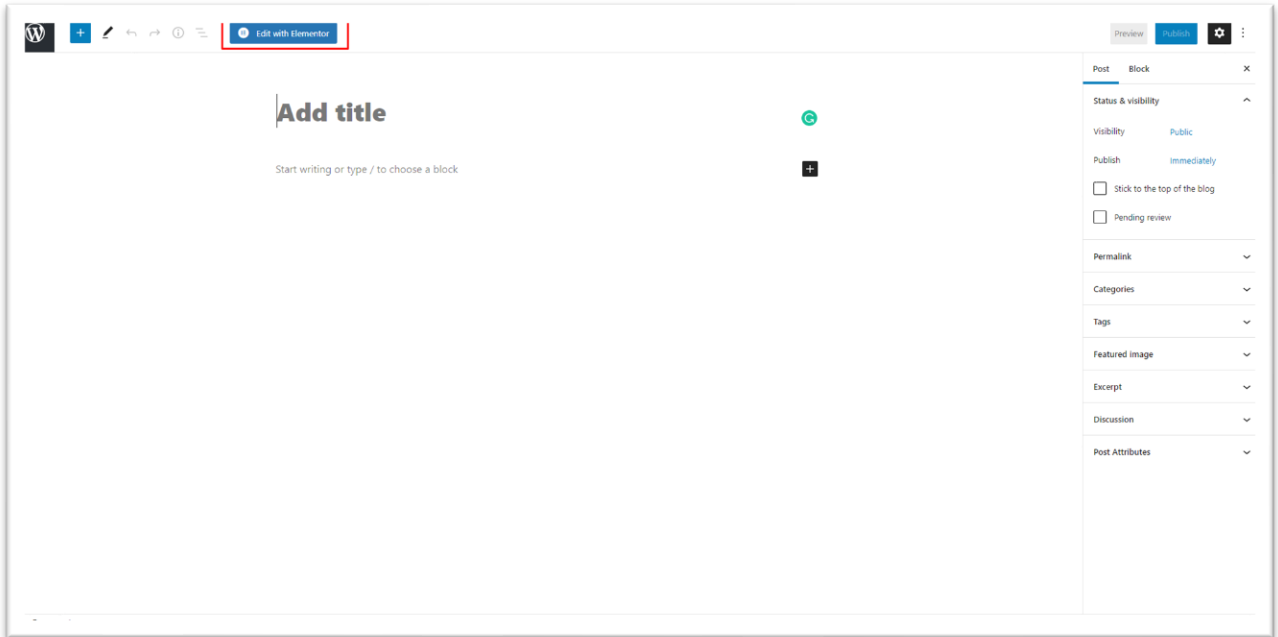 Edit with Elementor
Preview
Publish
Post
Block
Add title
Status & visibility
Visibility
Public
Start writing or type / to choose a block
Publish
Immediately
Stick to the top of the blog
Pending review
Permalink
Categories
Tags
Featured image
Excerpt
Discussion
Post Attributes